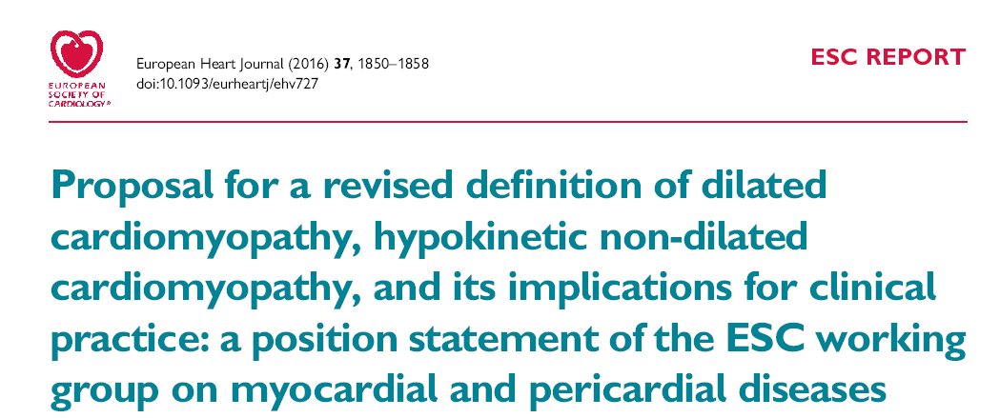 EUROPEAN
SOCIETY OF
CARDIOLOGY®
European Heart Journal (2016) 37, 1850–1858
doi:10.1093/eurheartj/ehv727
ESC REPORT
Proposal for a revised definition of dilated
cardiomyopathy, hypokinetic non-dilated
cardiomyopathy, and its implications for clinical
practice: a position statement of the ESC working
group on myocardial and pericardial diseases